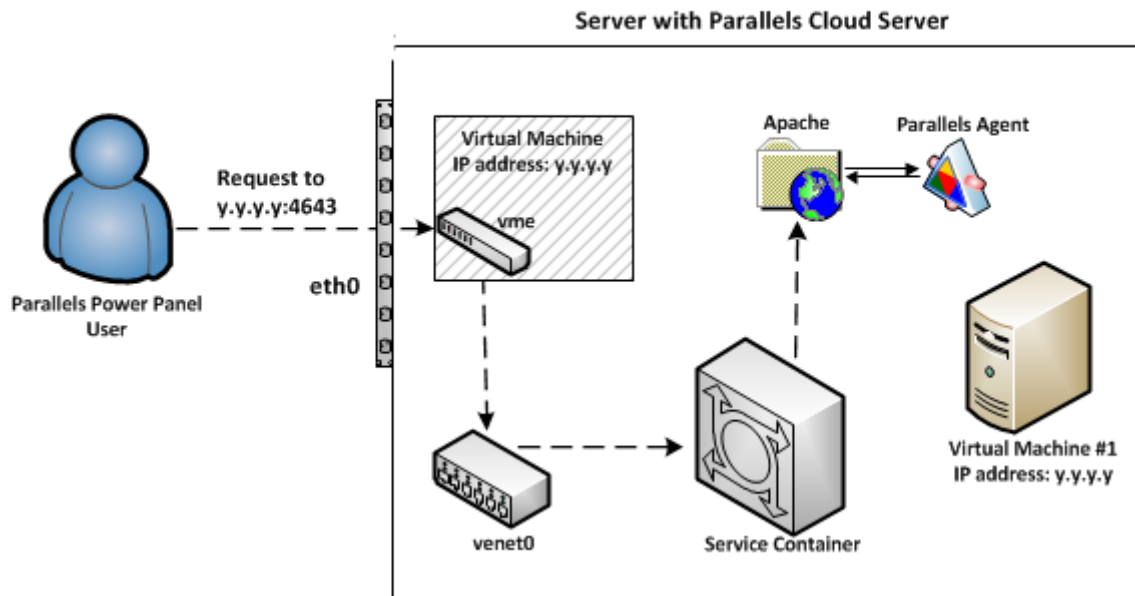 Server with Parallels Cloud Server
Virtual Machine
IP address: y.y.y.y
Apache
Parallels Agent
Request to
y.y.y.y:4643
vme
eth0
Parallels Power Panel
User
Virtual Machine #1
IP address: y.y.y.y
venet0
Service Container